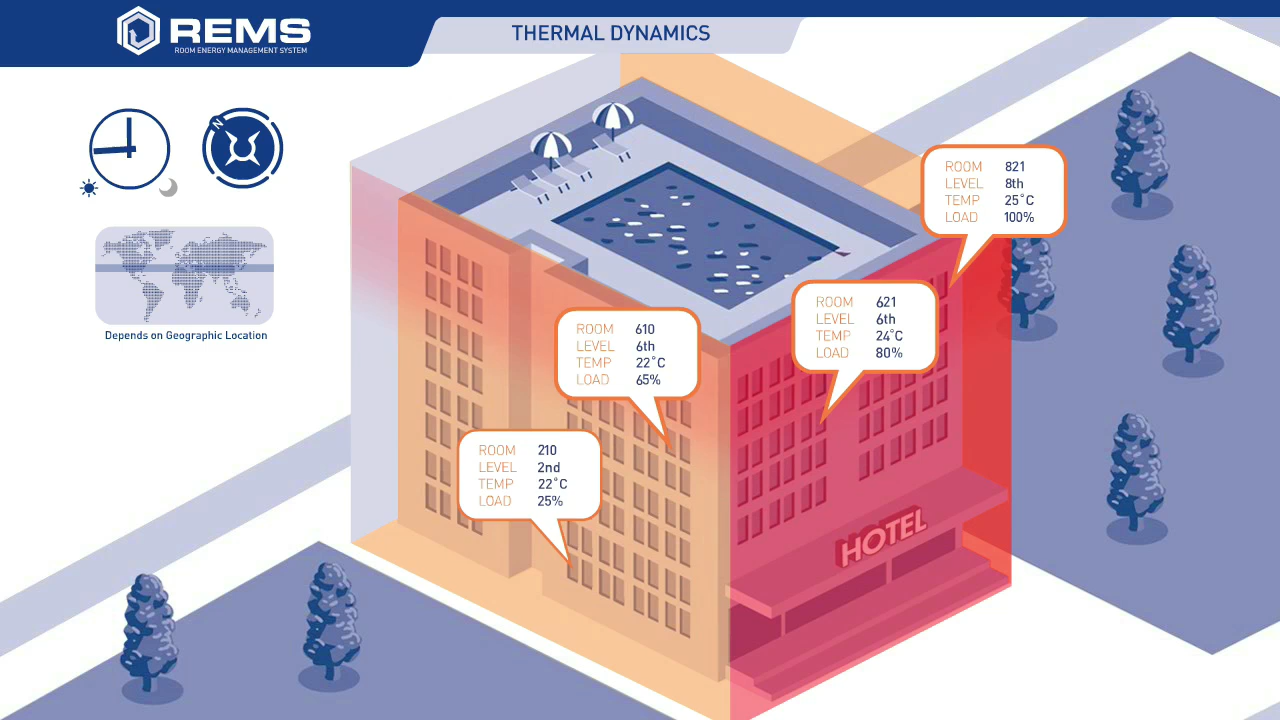 REMS
ROOM ENERGY MANAGEMENT SYSTEM
THERMAL DYNAMICS
N
Depends on Geographic Location
ROOM 821
LEVEL 8th
TEMP 25°C
LOAD 100%
ROOM 621
LEVEL 6th
TEMP 24°C
LOAD 80%
ROOM 610
LEVEL 6th
TEMP 22°C
LOAD 65%
ROOM 210
LEVEL 2nd
TEMP 22°C
LOAD 25%
HOTEL